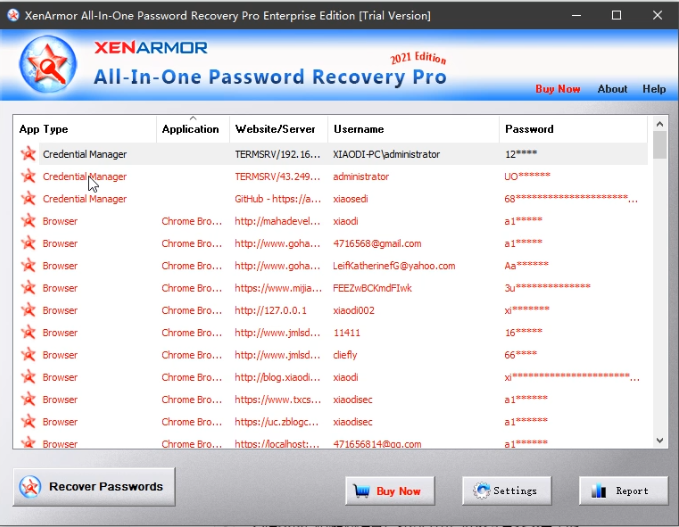 XenArmor All-In-One Password Recovery Pro Enterprise Edition [Trial Version]
XENARMOR
2021 Edition
All-In-One Password Recovery Pro
Buy Now About Help
App Type Application Website/Server Username Password
Credential Manager TERMSRV/192.16... XIAODI-PC\administrator 12****
Credential Manager TERMSRV/43.249... administrator UO******
Credential Manager GitHub - https://a... xiaosedi 68**********************...
Browser Chrome Bro... http://mahadevel... xiaodi a1*****
Browser Chrome Bro... http://www.goha... 4716568@gmail.com a1*****
Browser Chrome Bro... http://www.goha... LeifKatherinefG@yahoo.com Aa******
Browser Chrome Bro... https://www.mijia... FEEZwBCKmdFIwk 3u**************
Browser Chrome Bro... http://127.0.0.1 xiaodi002 xi*******
Browser Chrome Bro... http://www.jmlsd... 11411 16*****
Browser Chrome Bro... http://www.jmlsd... cliefly 66****
Browser Chrome Bro... http://blog.xiaodi... xiaodi xi**********************...
Browser Chrome Bro... https://www.txcs... xiaodisec a1******
Browser Chrome Bro... https://uc.zblogc... xiaodisec a1******
Browser Chrome Bro... https://localhost:... 471656814@qq.com a1******
Recover Passwords Buy Now Settings Report